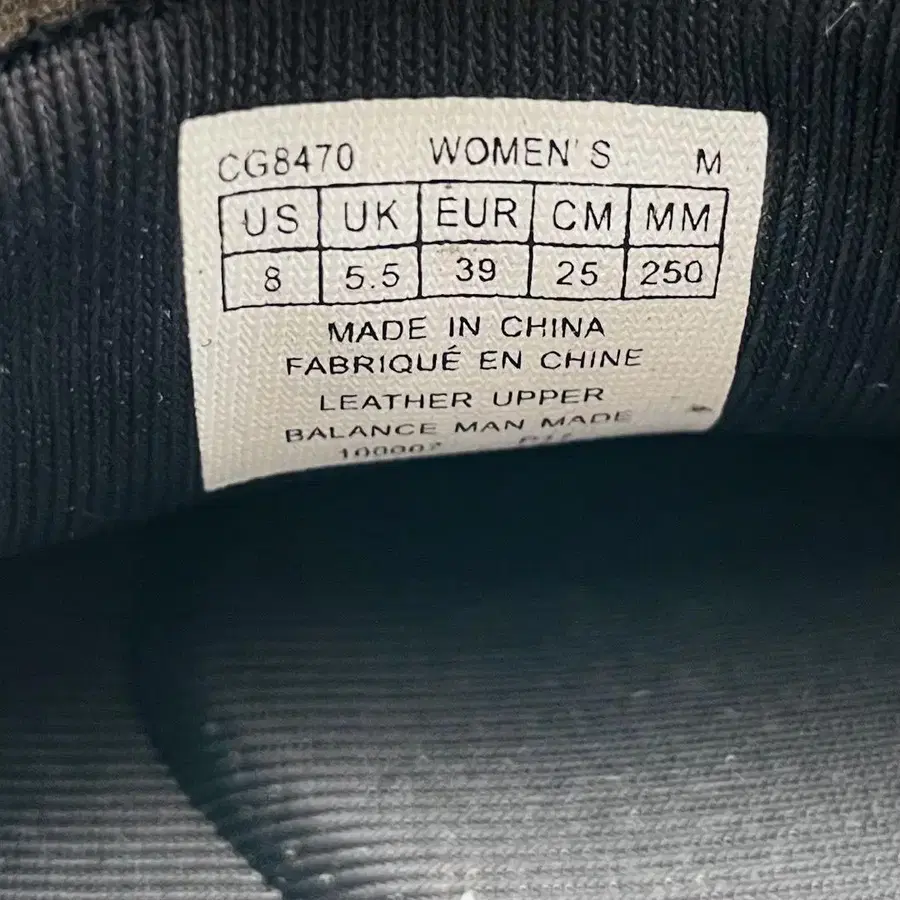 CG8470 WOMEN'S M
US UK EUR CM MM
8 5.5 39 25 250
MADE IN CHINA
FABRIQUÉ EN CHINE
LEATHER UPPER
BALANCE MAN MADE